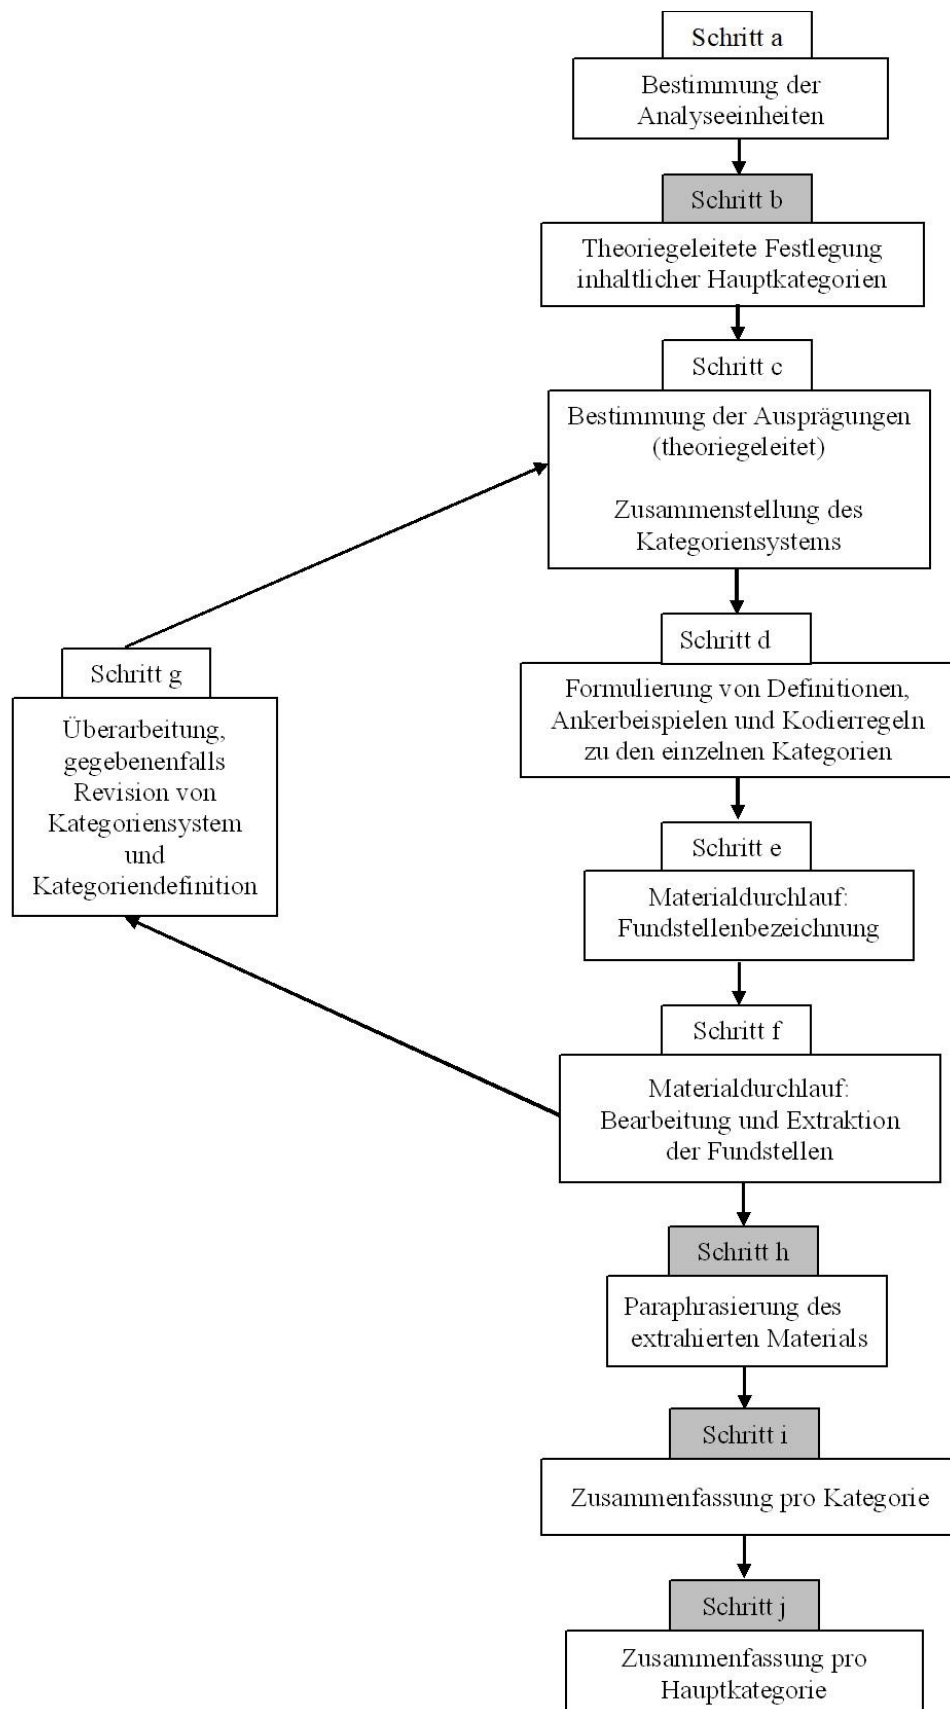 Schritt a
Bestimmung der
Analyseeinheiten
Schritt b
Theoriegeleitete Festlegung
inhaltlicher Hauptkategorien
Schritt c
Bestimmung der Ausprägungen
(theoriegeleitet)
Zusammenstellung des
Kategoriensystems
Schritt d
Formulierung von Definitionen,
Ankerbeispielen und Kodierregeln
zu den einzelnen Kategorien
Schritt e
Materialdurchlauf:
Fundstellenbezeichnung
Schritt f
Materialdurchlauf:
Bearbeitung und Extraktion
der Fundstellen
Schritt g
Überarbeitung,
gegebenenfalls
Revision von
Kategoriensystem
und
Kategoriendefinition
Schritt h
Paraphrasierung des
extrahierten Materials
Schritt i
Zusammenfassung pro Kategorie
Schritt j
Zusammenfassung pro
Hauptkategorie